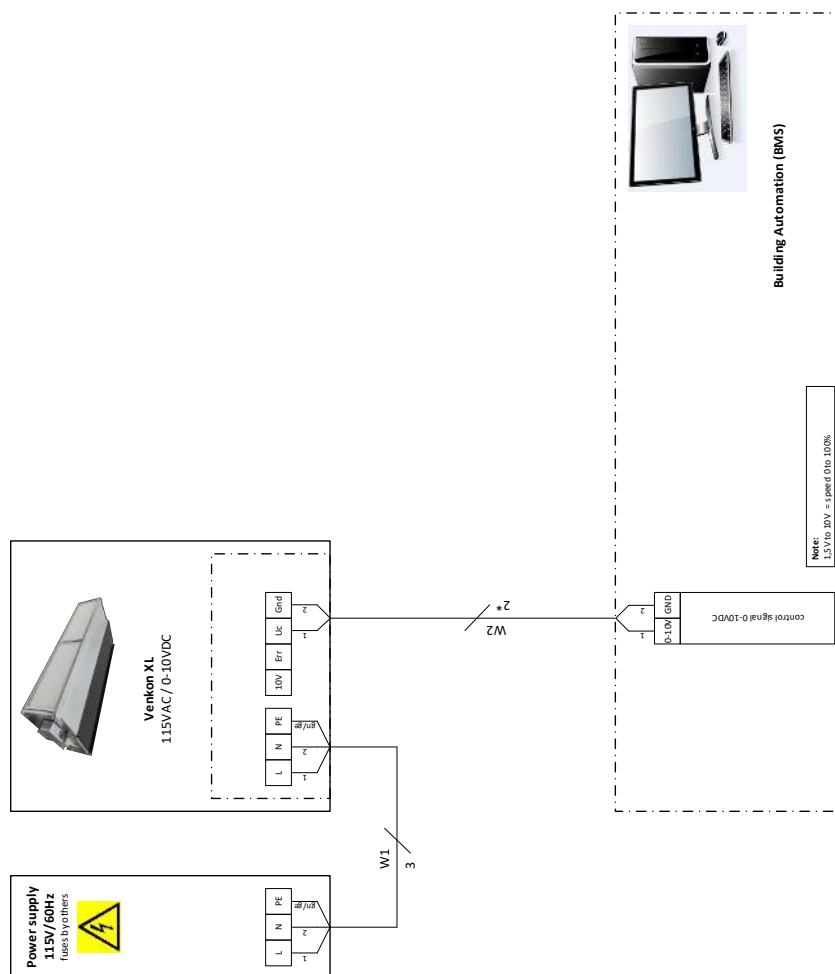 Building Automation (BMS)
Note:
1,5V to 10V = speed 0 to 100%
control signal 0-10VDC
0-10V
GND
1
2
W2
2*
Venkon XL
115VAC / 0-10VDC
10V
Err
Uc
Gnd
1
2
L
N
PE
1
2
gn/ge
W1
3
Power supply
115V/60Hz
fuses by others
L
N
PE
1
2
gn/ge